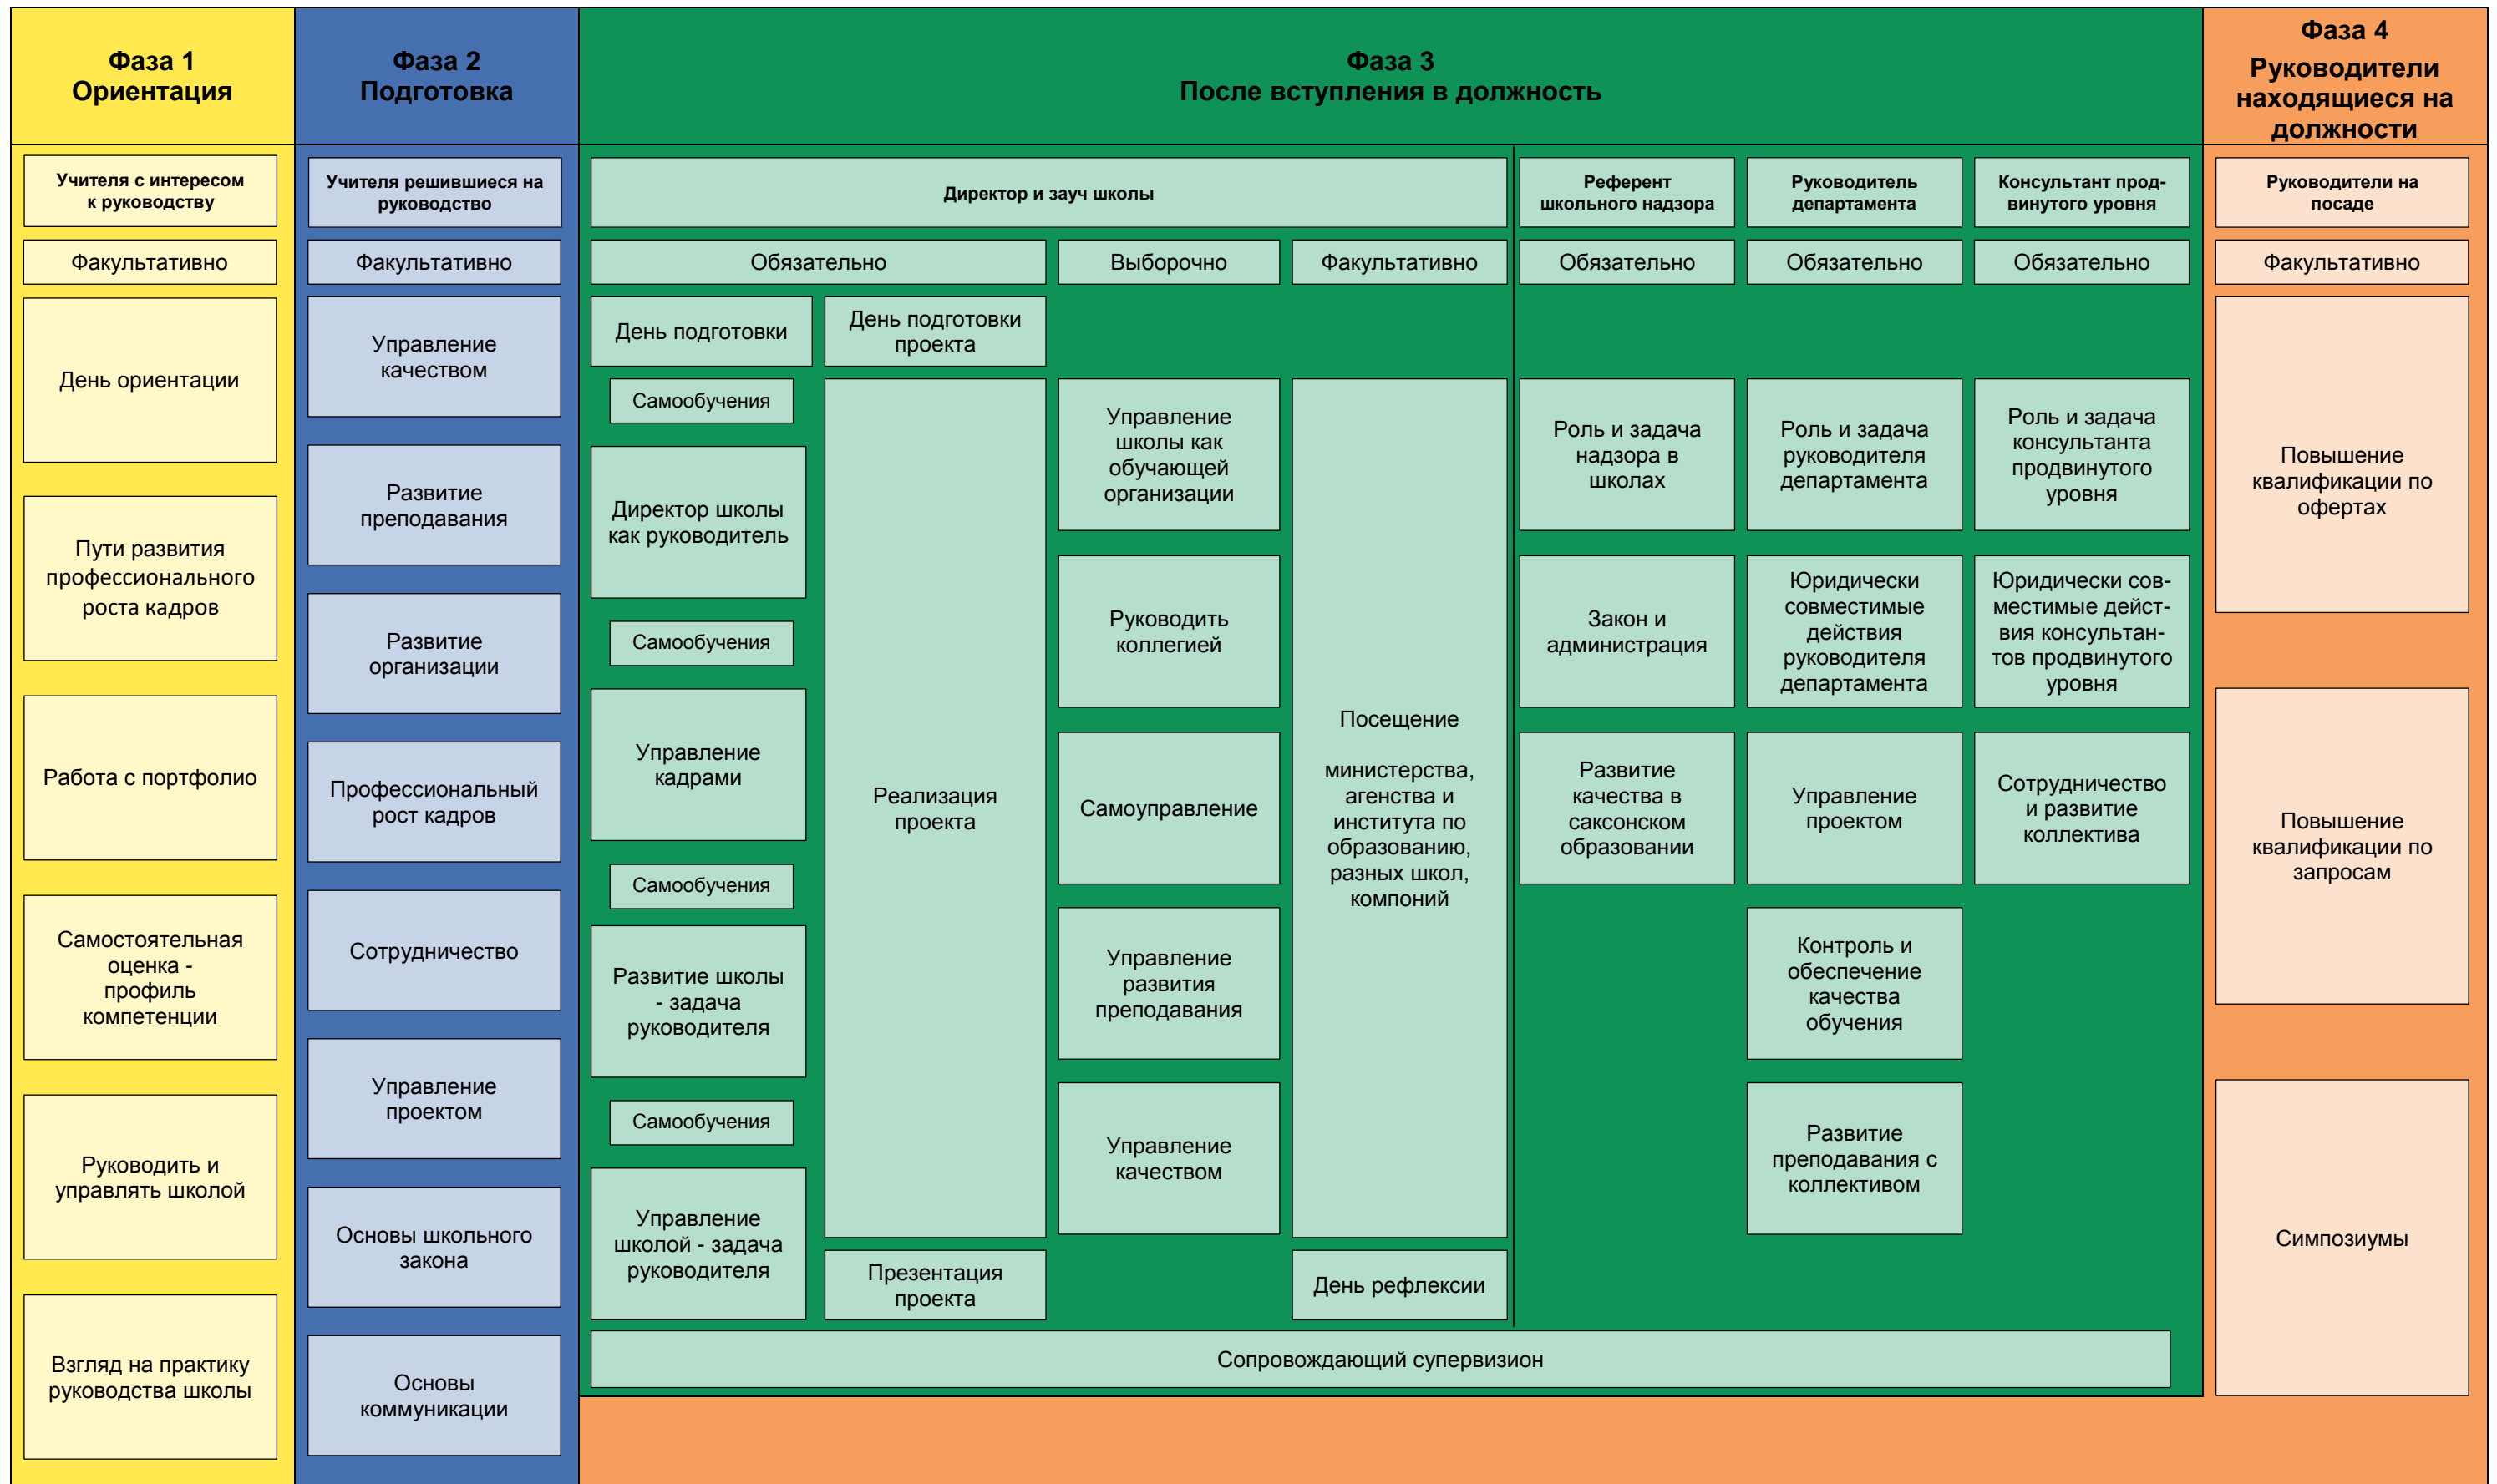 Фаза 1
Ориентация
Учителя с интересом
к руководству
Факультативно
День ориентации
Пути развития
профессионального
роста кадров
Работа с портфолио
Самостоятельная
оценка -
профиль
компетенции
Руководить и
управлять школой
Взгляд на практику
руководства школы
Фаза 2
Подготовка
Учителя решившиеся на
руководство
Факультативно
Управление
качеством
Развитие
преподавания
Развитие
организации
Профессиональный
рост кадров
Сотрудничество
Управление
проектом
Основы школьного
закона
Основы
коммуникации
Фаза 3
После вступления в должность
Директор и зауч школы
Обязательно
День подготовки
Самообучения
Директор школы
как руководитель
Самообучения
Управление
кадрами
Самообучения
Развитие школы
- задача
руководителя
Самообучения
Управление
школой - задача
руководителя
День подготовки
проекта
Реализация
проекта
Презентация
проекта
Выборочно
Управление
школы как
обучающей
организации
Руководить
коллегией
Самоуправление
Управление
развития
преподавания
Управление
качеством
Факультативно
Посещение
министерства,
агенства и
института по
образованию,
разных школ,
компоний
День рефлексии
Референт
школьного надзора
Обязательно
Роль и задача
надзора в
школах
Закон и
администрация
Развитие
качества в
саксонском
образовании
Руководитель
департамента
Обязательно
Роль и задача
руководителя
департамента
Юридически
совместимые
действия
руководителя
департамента
Управление
проектом
Контроль и
обеспечение
качества
обучения
Развитие
преподавания с
коллективом
Консультант прод-
винутого уровня
Обязательно
Роль и задача
консультанта
продвинутого
уровня
Юридически сов-
местимые дейст-
вия консультан-
тов продвинутого
уровня
Сотрудничество
и развитие
коллектива
Сопровождающий супервизион
Фаза 4
Руководители
находящиеся на
должности
Руководители на
посаде
Факультативно
Повышение
квалификации по
офертах
Повышение
квалификации по
запросам
Симпозиумы